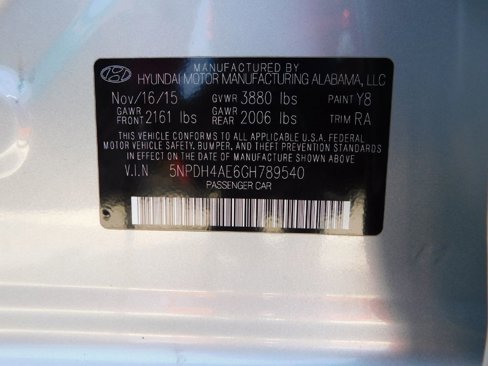 MANUFACTURED BY
HYUNDAI MOTOR MANUFACTURING ALABAMA, LLC
Nov/16/15 GVWR 3880 lbs PAINT Y8
GAWR FRONT 2161 lbs GAWR REAR 2006 lbs TRIM RA
THIS VEHICLE CONFORMS TO ALL APPLICABLE U.S.A. FEDERAL
MOTOR VEHICLE SAFETY, BUMPER, AND THEFT PREVENTION STANDARDS
IN EFFECT ON THE DATE OF MANUFACTURE SHOWN ABOVE.
V.I.N 5NPDH4AE6GH789540
PASSENGER CAR